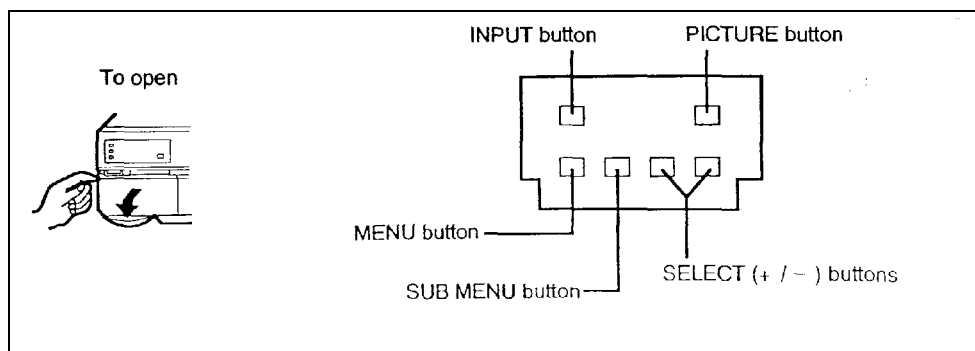 INPUT button
PICTURE button
To open
MENU button
SELECT (+ / − ) buttons
SUB MENU button